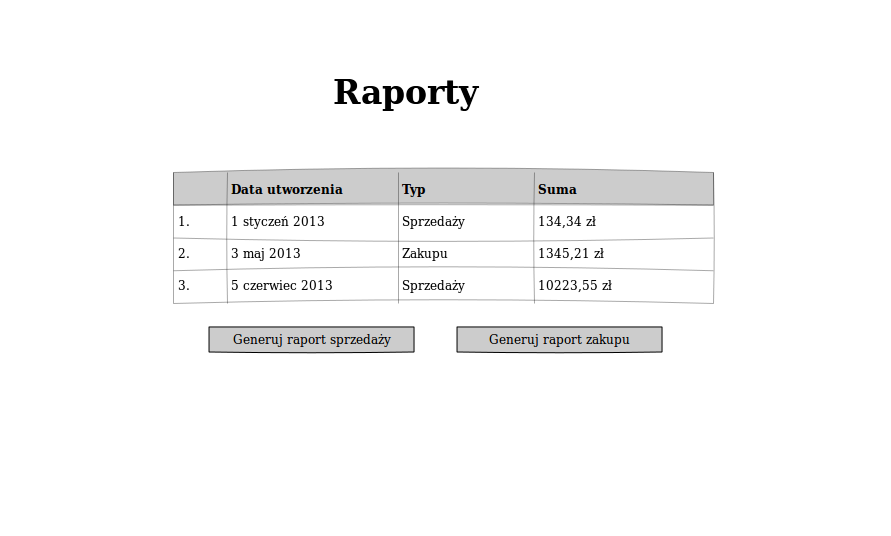 Raporty
Data utworzenia Typ Suma
1. 1 styczeń 2013 Sprzedaży 134,34 zł
2. 3 maj 2013 Zakupu 1345,21 zł
3. 5 czerwiec 2013 Sprzedaży 10223,55 zł
Generuj raport sprzedaży Generuj raport zakupu